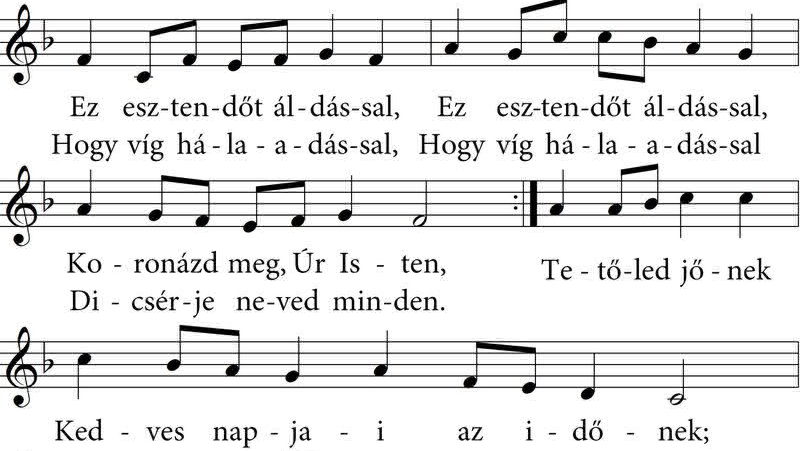 Ez esz-ten-dőt ál-dás-sal, Ez esz-ten-dőt ál-dás-sal,
Hogy víg há - la - a - dás-sal, Hogy víg há - la - a - dás-sal
Ko - ronázd meg, Úr Is - ten, Te - tő-led jő - nek
Di - csér-je ne-ved min-den.
Ked - ves nap - ja - i az i - dő - nek;